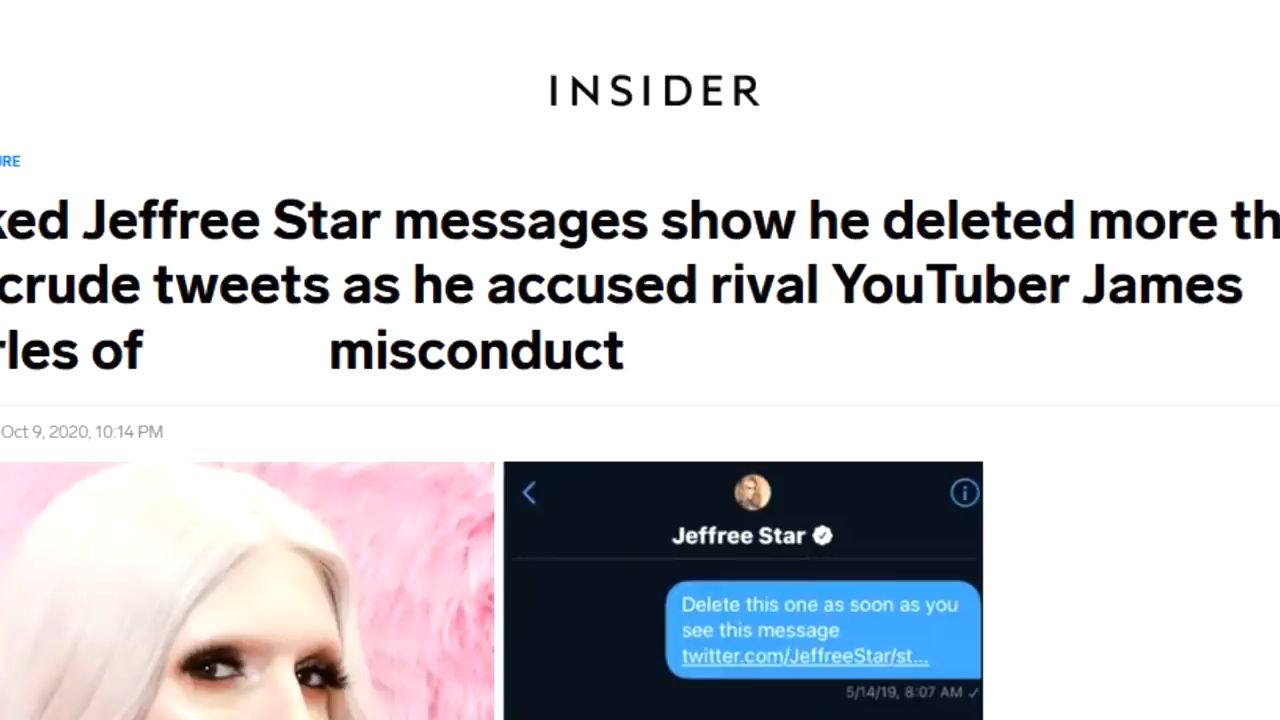 INSIDER
URE
ked Jeffree Star messages show he deleted more th
crude tweets as he accused rival YouTuber James
rles of misconduct
Oct 9, 2020, 10:14 PM
Jeffree Star
Delete this one as soon as you
see this message
twitter.com/JeffreeStar/st...
5/14/19, 8:07 AM